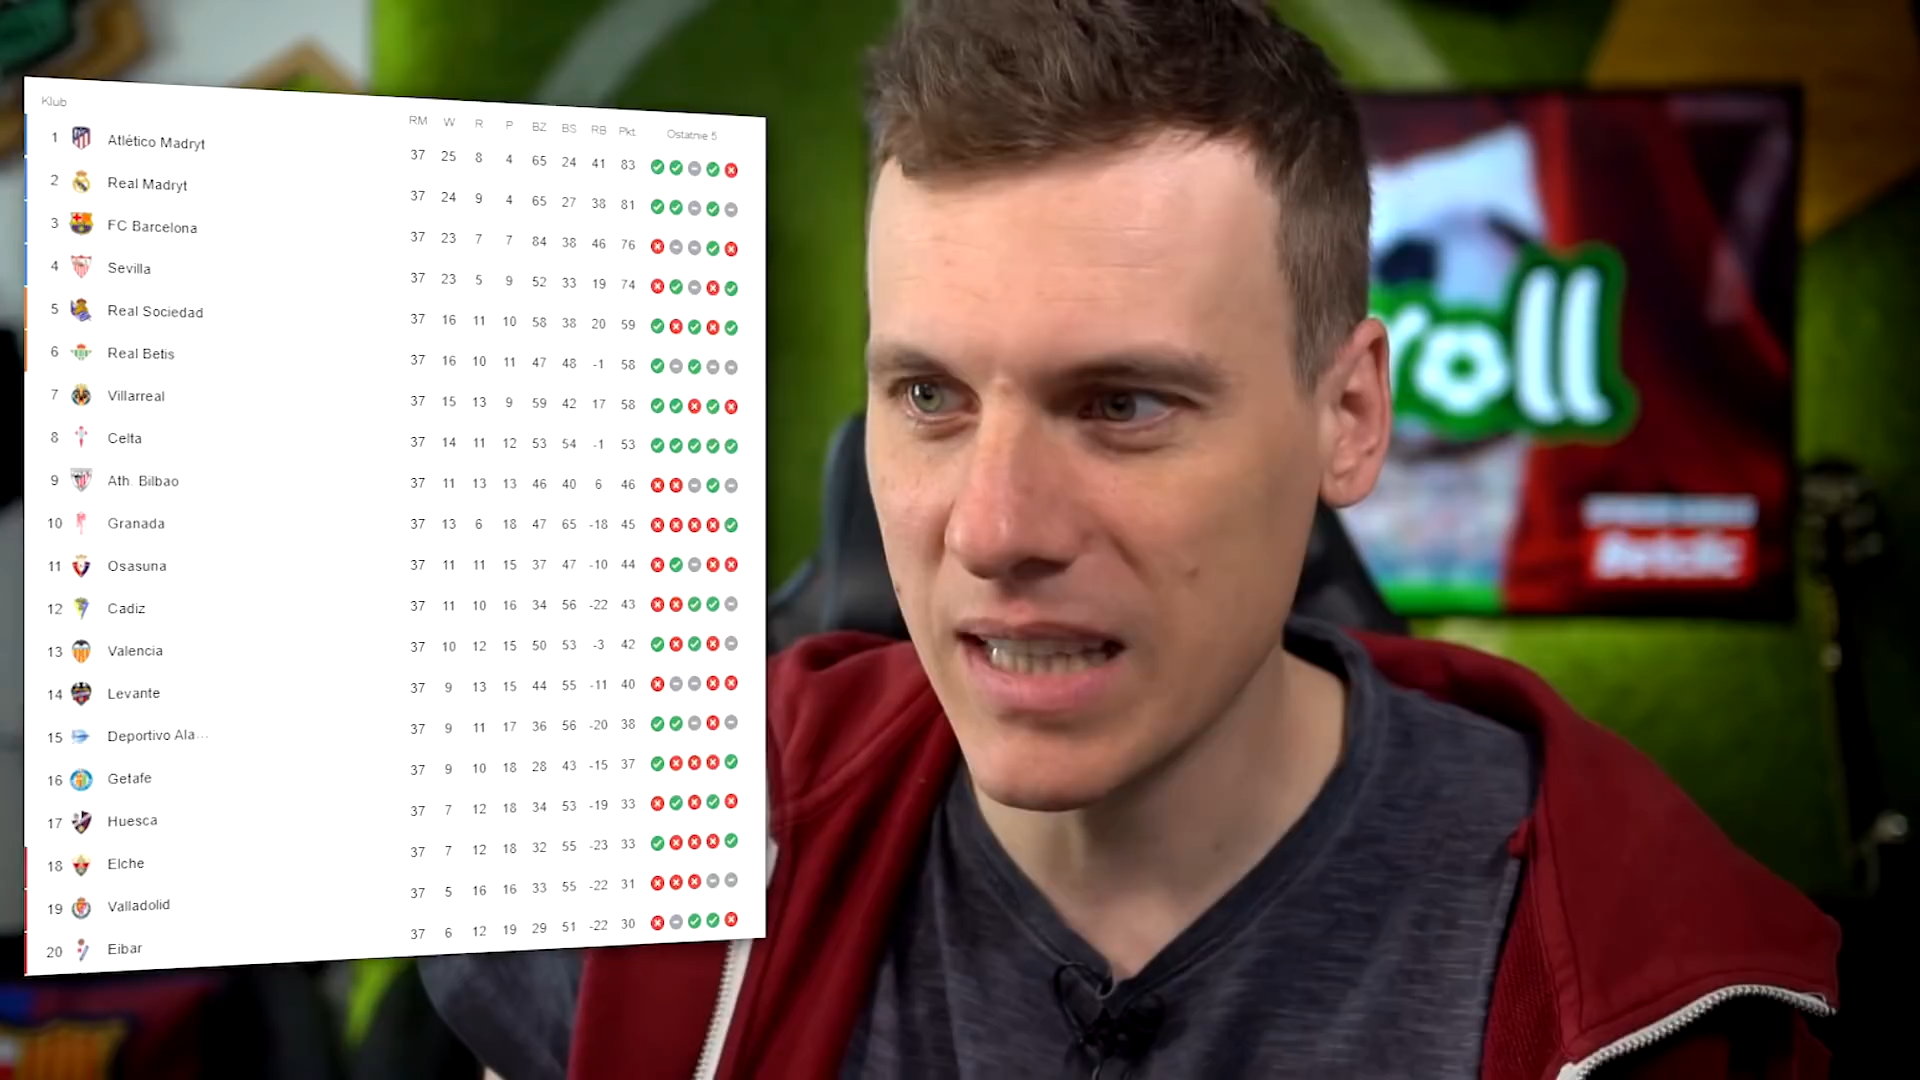 Klub RM W R P BZ BS RB Pkt Ostatnie 5
1 Atlético Madryt 37 25 8 4 65 24 41 83
2 Real Madryt 37 24 9 4 65 27 38 81
3 FC Barcelona 37 23 7 7 84 38 46 76
4 Sevilla 37 23 5 9 52 33 19 74
5 Real Sociedad 37 16 11 10 58 38 20 59
6 Real Betis 37 16 10 11 47 48 -1 58
7 Villarreal 37 15 13 9 59 42 17 58
8 Celta 37 14 11 12 53 54 -1 53
9 Ath. Bilbao 37 11 13 13 46 40 6 46
10 Granada 37 13 6 18 47 65 -18 45
11 Osasuna 37 11 11 15 37 47 -10 44
12 Cadiz 37 11 10 16 34 56 -22 43
13 Valencia 37 10 12 15 50 53 -3 42
14 Levante 37 9 13 15 44 55 -11 40
15 Deportivo Ala... 37 9 11 17 36 56 -20 38
16 Getafe 37 9 10 18 28 43 -15 37
17 Huesca 37 7 12 18 34 53 -19 33
18 Elche 37 7 12 18 32 55 -23 33
19 Valladolid 37 5 16 16 33 55 -22 31
20 Eibar 37 6 12 19 29 51 -22 30
roll
Betclic